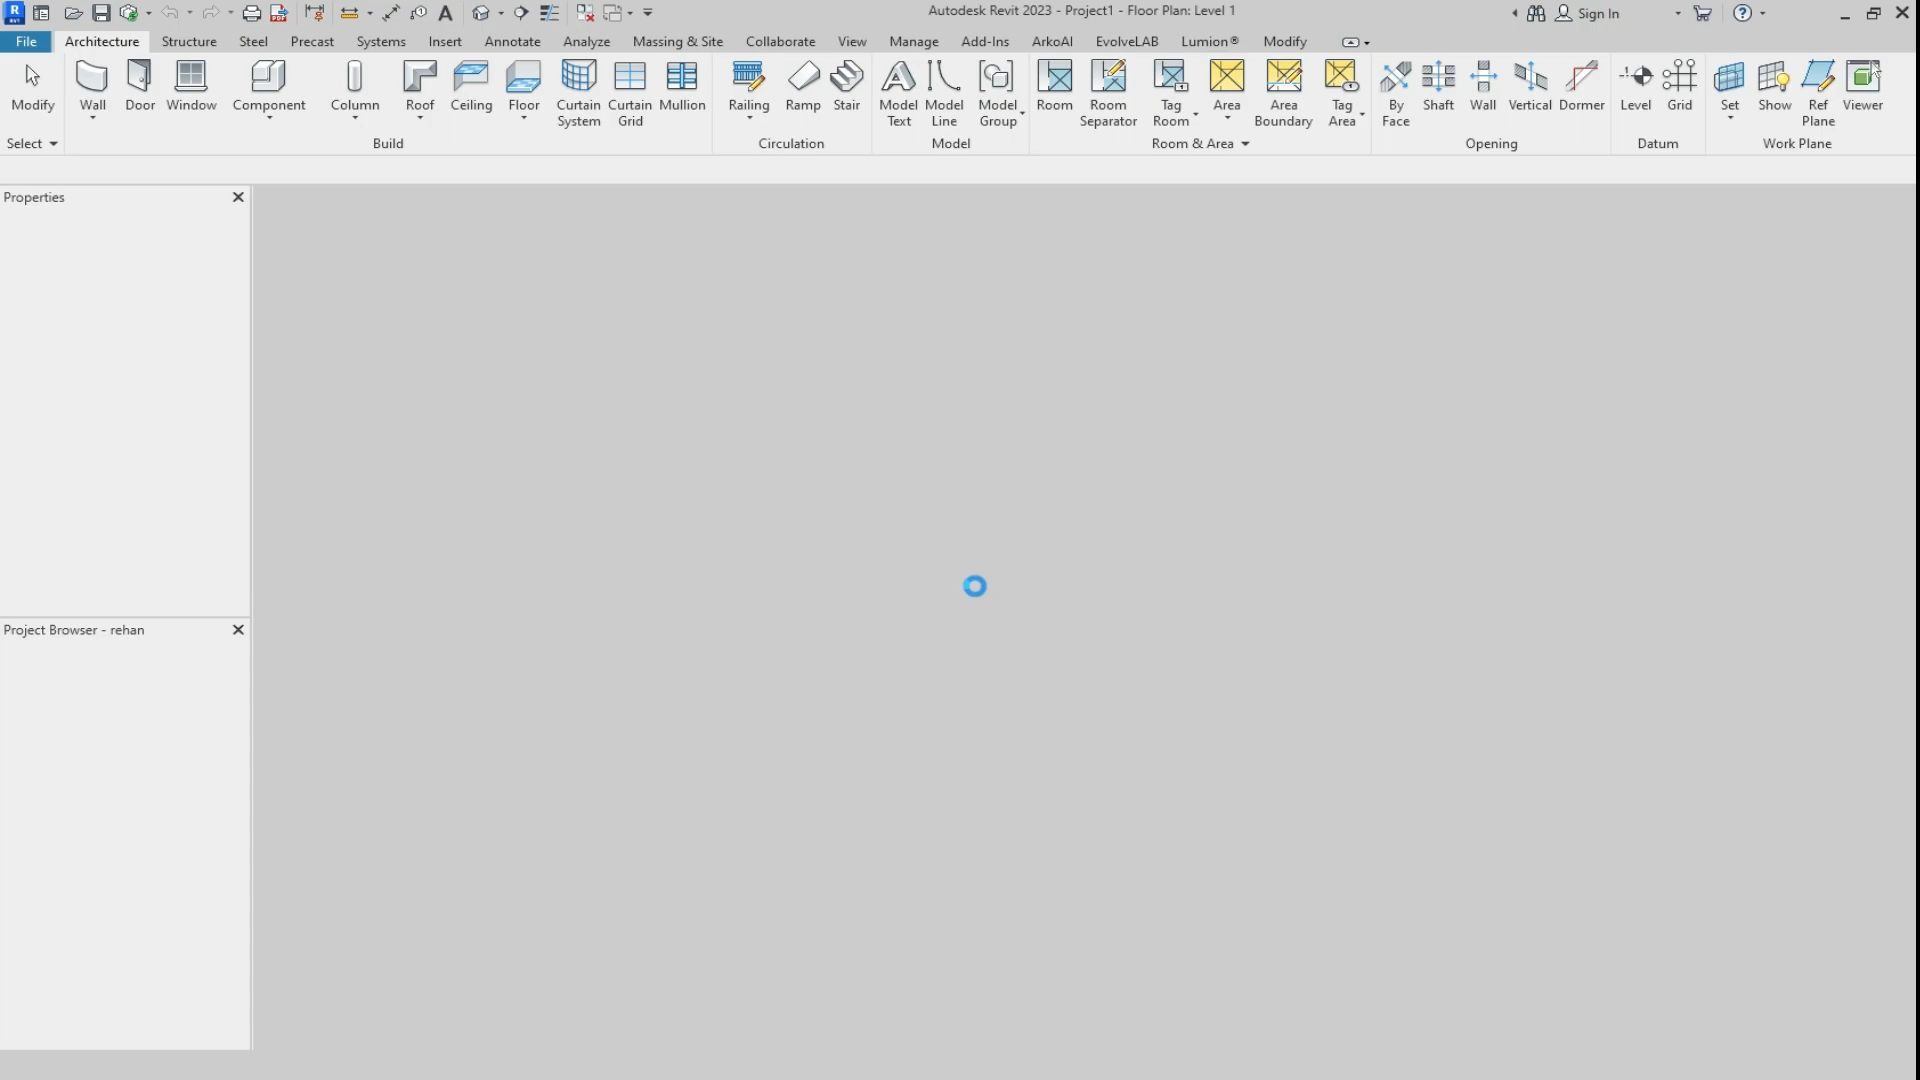 Autodesk Revit 2023 - Project1 - Floor Plan: Level 1
Sign In
File Architecture Structure Steel Precast Systems Insert Annotate Analyze Massing & Site Collaborate View Manage Add-Ins ArkoAI EvolveLAB Lumion® Modify
Modify Wall Door Window Component Column Roof Ceiling Floor Curtain System Curtain Grid Mullion Railing Ramp Stair Model Text Model Line Model Group Room Room Separator Tag Room Area Area Boundary Tag Area By Face Shaft Wall Vertical Dormer Level Grid Set Show Ref Plane Viewer
Select Build Circulation Model Room & Area Opening Datum Work Plane
Properties
Project Browser - rehan